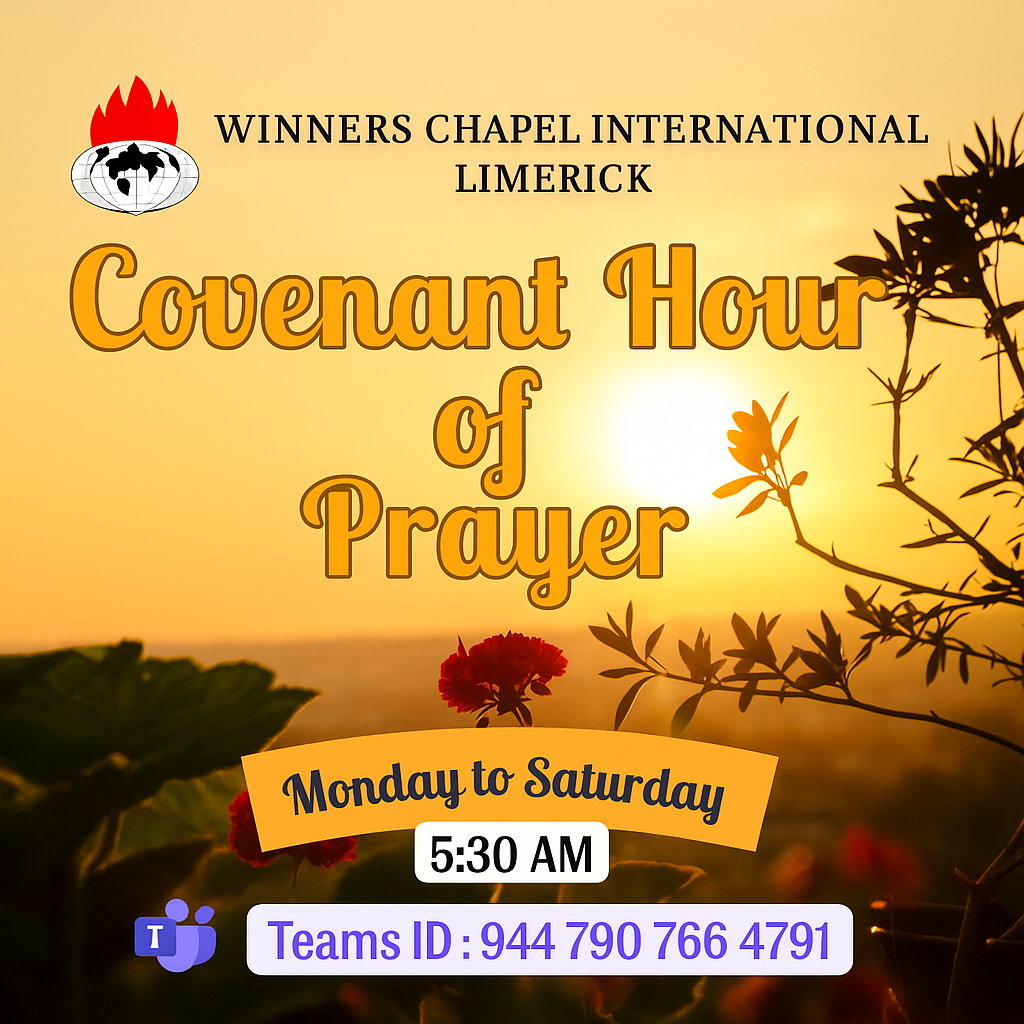 WINNERS CHAPEL INTERNATIONAL
LIMERICK
Covenant Hour
of
Prayer
Monday to Saturday
5:30 AM
T
Teams ID : 944 790 766 4791